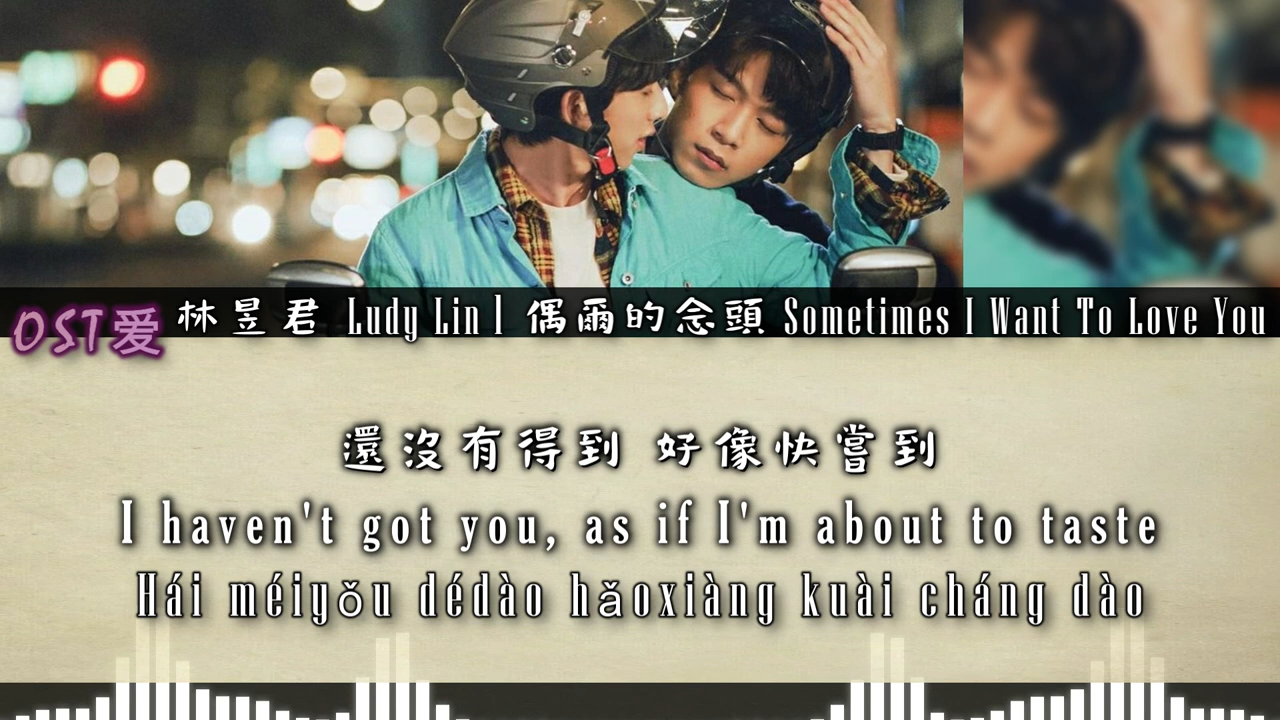 OST爱 林昱君 Ludy Lin l 偶爾的念頭 Sometimes I Want To Love You
還沒有得到 好像快嘗到
I haven't got you, as if I'm about to taste
Hái méiyǒu dédào hǎoxiàng kuài cháng dào